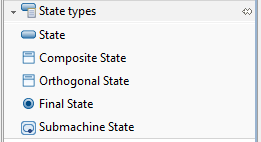 State types
State
Composite State
Orthogonal State
Final State
Submachine State